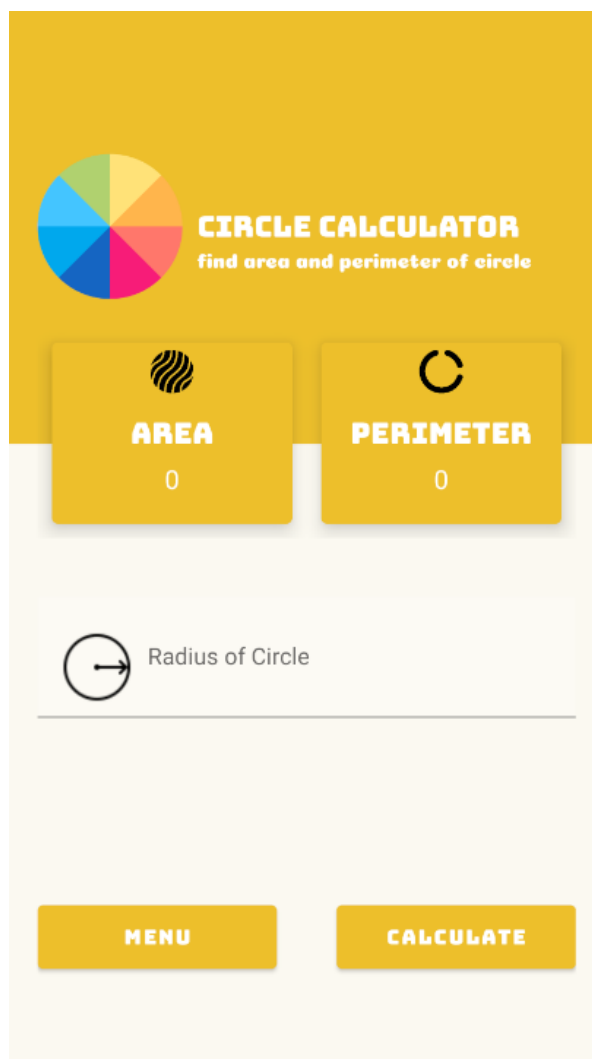 CIRCLE CALCULATOR
find area and perimeter of circle
AREA
0
PERIMETER
0
Radius of Circle
MENU
CALCULATE